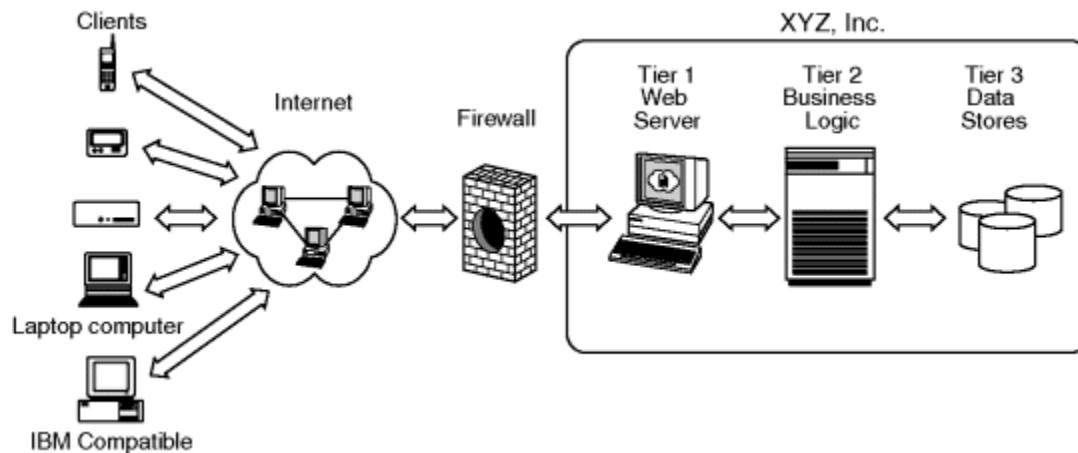 Clients
XYZ, Inc.
Internet
Firewall
Tier 1
Web
Server
Tier 2
Business
Logic
Tier 3
Data
Stores
Laptop computer
IBM Compatible